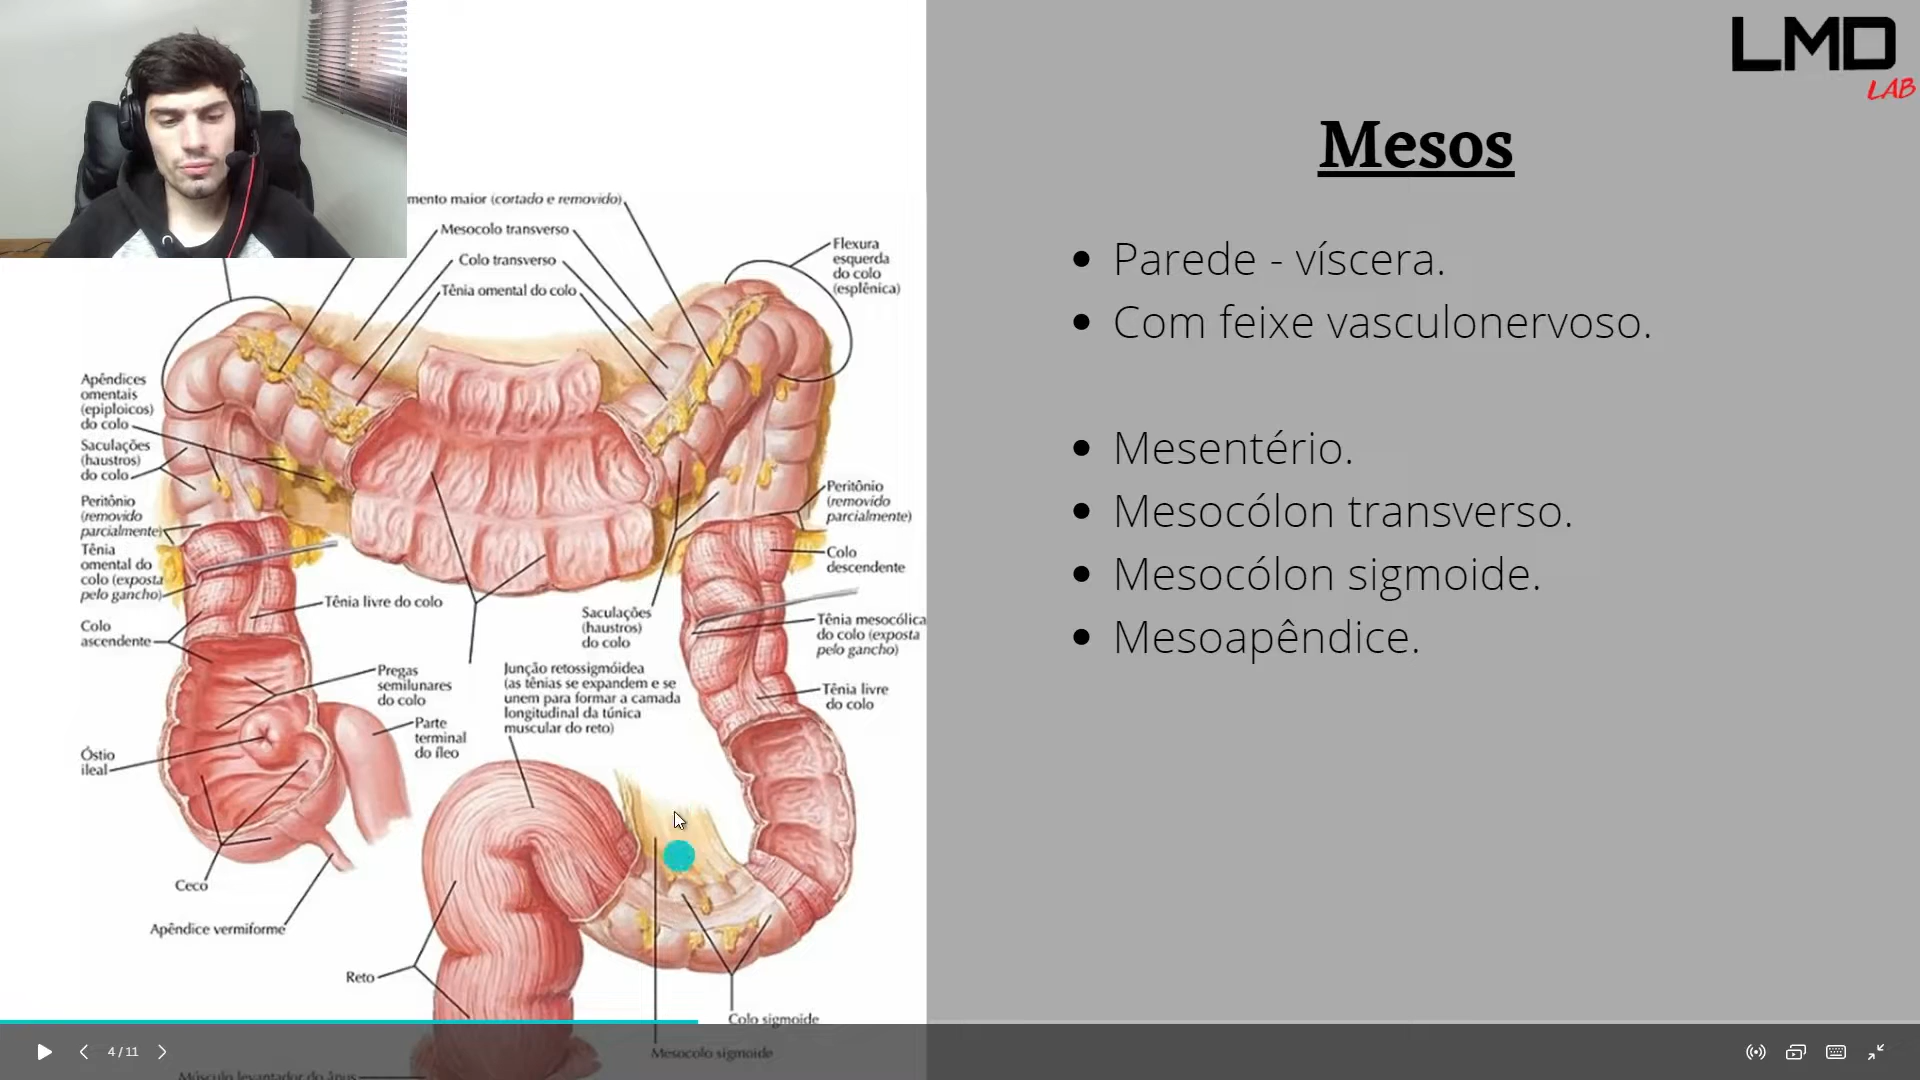 LMD
LAB
Mesos
Parede - víscera.
Com feixe vasculonervoso.
Mesentério.
Mesocólon transverso.
Mesocólon sigmoide.
Mesoapêndice.
mento maior (cortado e removido)
Mesocolo transverso
Colo transverso
Tênia omental do colo
Flexura
esquerda
do colo
(esplênica)
Apêndices
omentais
(epiploicos)
do colo
Saculações
(haustros)
do colo
Peritônio
(removido
parcialmente)
Tênia
omental do
colo (exposta
pelo gancho)
Colo
ascendente
Tênia livre do colo
Pregas
semilunares
do colo
Parte
terminal
do íleo
Óstio
ileal
Ceco
Apêndice vermiforme
Saculações
(haustros)
do colo
Junção retossigmóidea
(as tênias se expandem e se
unem para formar a camada
longitudinal da túnica
muscular do reto)
Peritônio
(removido
parcialmente)
Colo
descendente
Tênia mesocólica
do colo (exposta
pelo gancho)
Tênia livre
do colo
Reto
Colo sigmoide
Mesocolo sigmoide
Músculo levantador do ânus
4 / 11